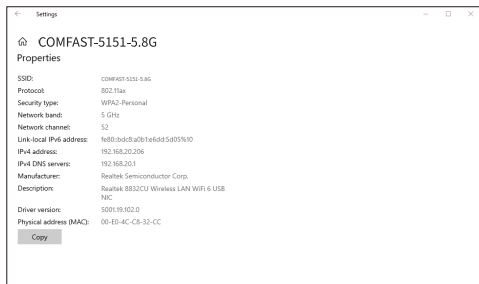 Settings
COMFAST-5151-5.8G
Properties
SSID: COMFAST-5151-5.8G
Protocol: 802.11ax
Security type: WPA2-Personal
Network band: 5 GHz
Network channel: 52
Link-local IPv6 address: fe80::bdc8:a0b1:e6dd:5d05%10
IPv4 address: 192.168.20.206
IPv4 DNS servers: 192.168.20.1
Manufacturer: Realtek Semiconductor Corp.
Description: Realtek 8832CU Wireless LAN WiFi 6 USB
NIC
Driver version: 5001.19.102.0
Physical address (MAC): 00-E0-4C-C8-32-CC
Copy